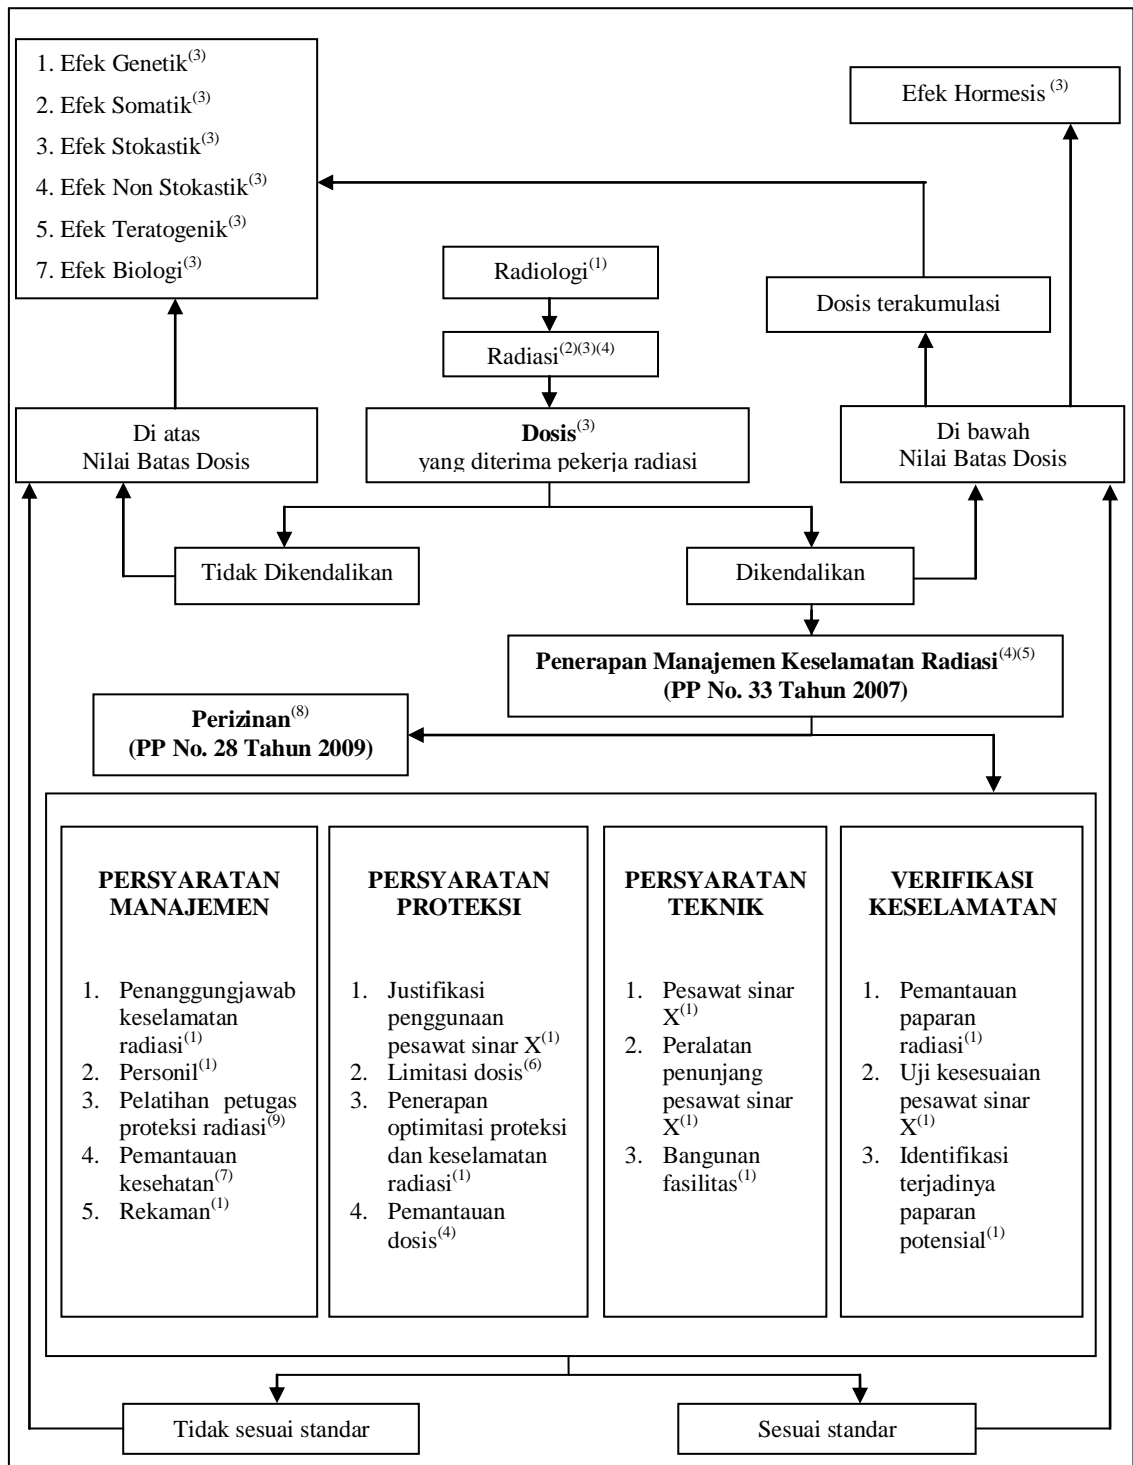 1. Efek Genetik(3)
2. Efek Somatik(3)
3. Efek Stokastik(3)
4. Efek Non Stokastik(3)
5. Efek Teratogenik(3)
7. Efek Biologi(3)
Efek Hormesis (3)
Radiologi(1)
Dosis terakumulasi
Radiasi(2)(3)(4)
Di atas
Nilai Batas Dosis
Dosis(3)
yang diterima pekerja radiasi
Di bawah
Nilai Batas Dosis
Tidak Dikendalikan
Dikendalikan
Penerapan Manajemen Keselamatan Radiasi(4)(5)
(PP No. 33 Tahun 2007)
Perizinan(8)
(PP No. 28 Tahun 2009)
PERSYARATAN
MANAJEMEN
1. Penanggungjawab
keselamatan
radiasi(1)
2. Personil(1)
3. Pelatihan petugas
proteksi radiasi(9)
4. Pemantauan
kesehatan(7)
5. Rekaman(1)
PERSYARATAN
PROTEKSI
1. Justifikasi
penggunaan
pesawat sinar X(1)
2. Limitasi dosis(6)
3. Penerapan
optimitasi proteksi
dan keselamatan
radiasi(1)
4. Pemantauan
dosis(4)
PERSYARATAN
TEKNIK
1. Pesawat sinar
X(1)
2. Peralatan
penunjang
pesawat sinar
X(1)
3. Bangunan
fasilitas(1)
VERIFIKASI
KESELAMATAN
1. Pemantauan
paparan
radiasi(1)
2. Uji kesesuaian
pesawat sinar
X(1)
3. Identifikasi
terjadinya
paparan
potensial(1)
Tidak sesuai standar
Sesuai standar